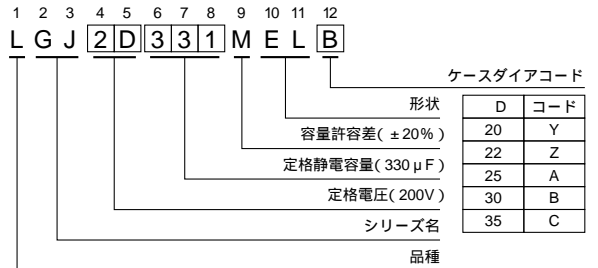 1 2 3 4 5 6 7 8 9 10 11 12
L G J 2 D 3 3 1 M E L B
ケースダイアコード
形状
容量許容差( ±20% )
定格静電容量( 330 μF )
定格電圧( 200V )
シリーズ名
品種
D コード
20 Y
22 Z
25 A
30 B
35 C